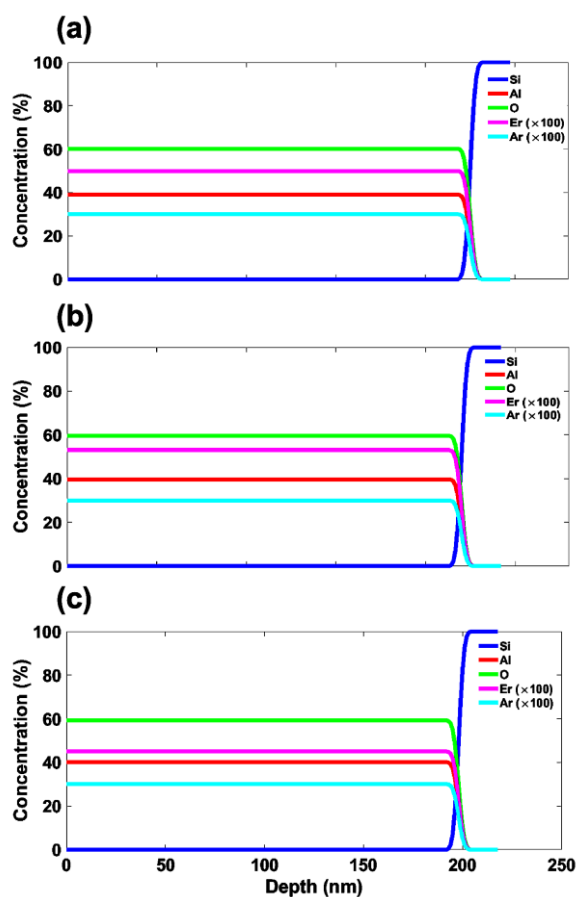 (a)
Concentration (%)
100
80
60
40
20
0
Si
Al
O
Er (×100)
Ar (×100)
(b)
Concentration (%)
100
80
60
40
20
0
Si
Al
O
Er (×100)
Ar (×100)
(c)
Concentration (%)
100
80
60
40
20
0
Si
Al
O
Er (×100)
Ar (×100)
0 50 100 150 200 250
Depth (nm)